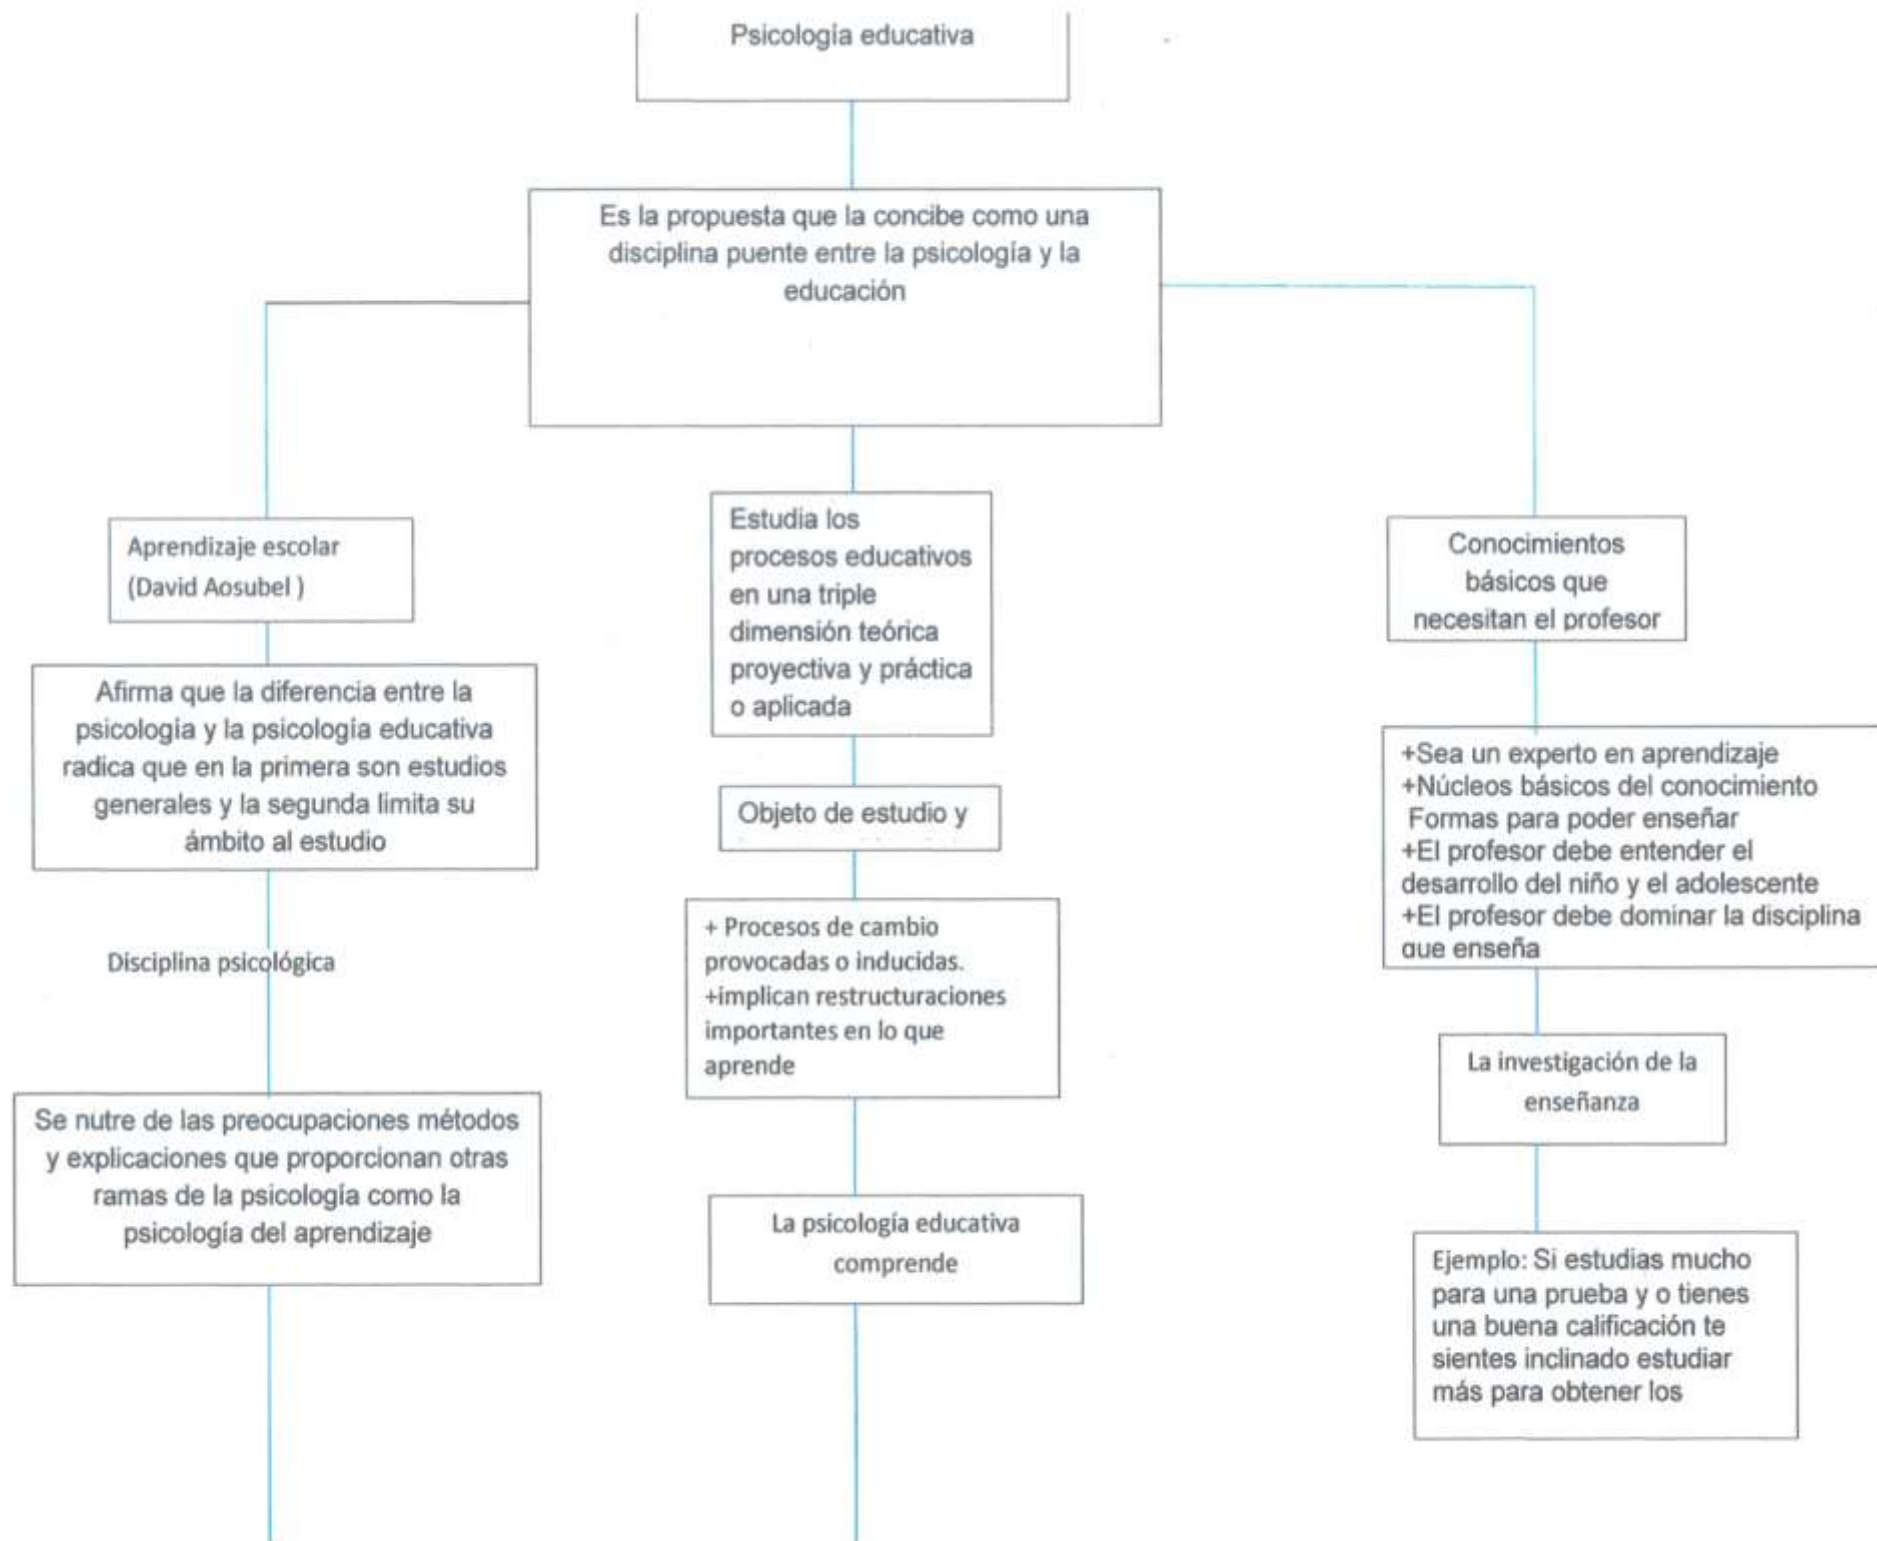 Psicología educativa
Es la propuesta que la concibe como una
disciplina puente entre la psicología y la
educación
Aprendizaje escolar
(David Aosubel )
Afirma que la diferencia entre la
psicología y la psicología educativa
radica que en la primera son estudios
generales y la segunda limita su
ámbito al estudio
Disciplina psicológica
Se nutre de las preocupaciones métodos
y explicaciones que proporcionan otras
ramas de la psicología como la
psicología del aprendizaje
Estudia los
procesos educativos
en una triple
dimensión teórica
proyectiva y práctica
o aplicada
Objeto de estudio y
+ Procesos de cambio
provocadas o inducidas.
+implican restructuraciones
importantes en lo que
aprende
La psicología educativa
comprende
Conocimientos
básicos que
necesitan el profesor
+Sea un experto en aprendizaje
+Núcleos básicos del conocimiento
Formas para poder enseñar
+El profesor debe entender el
desarrollo del niño y el adolescente
+El profesor debe dominar la disciplina
que enseña
La investigación de la
enseñanza
Ejemplo: Si estudias mucho
para una prueba y o tienes
una buena calificación te
sientes inclinado estudiar
más para obtener los